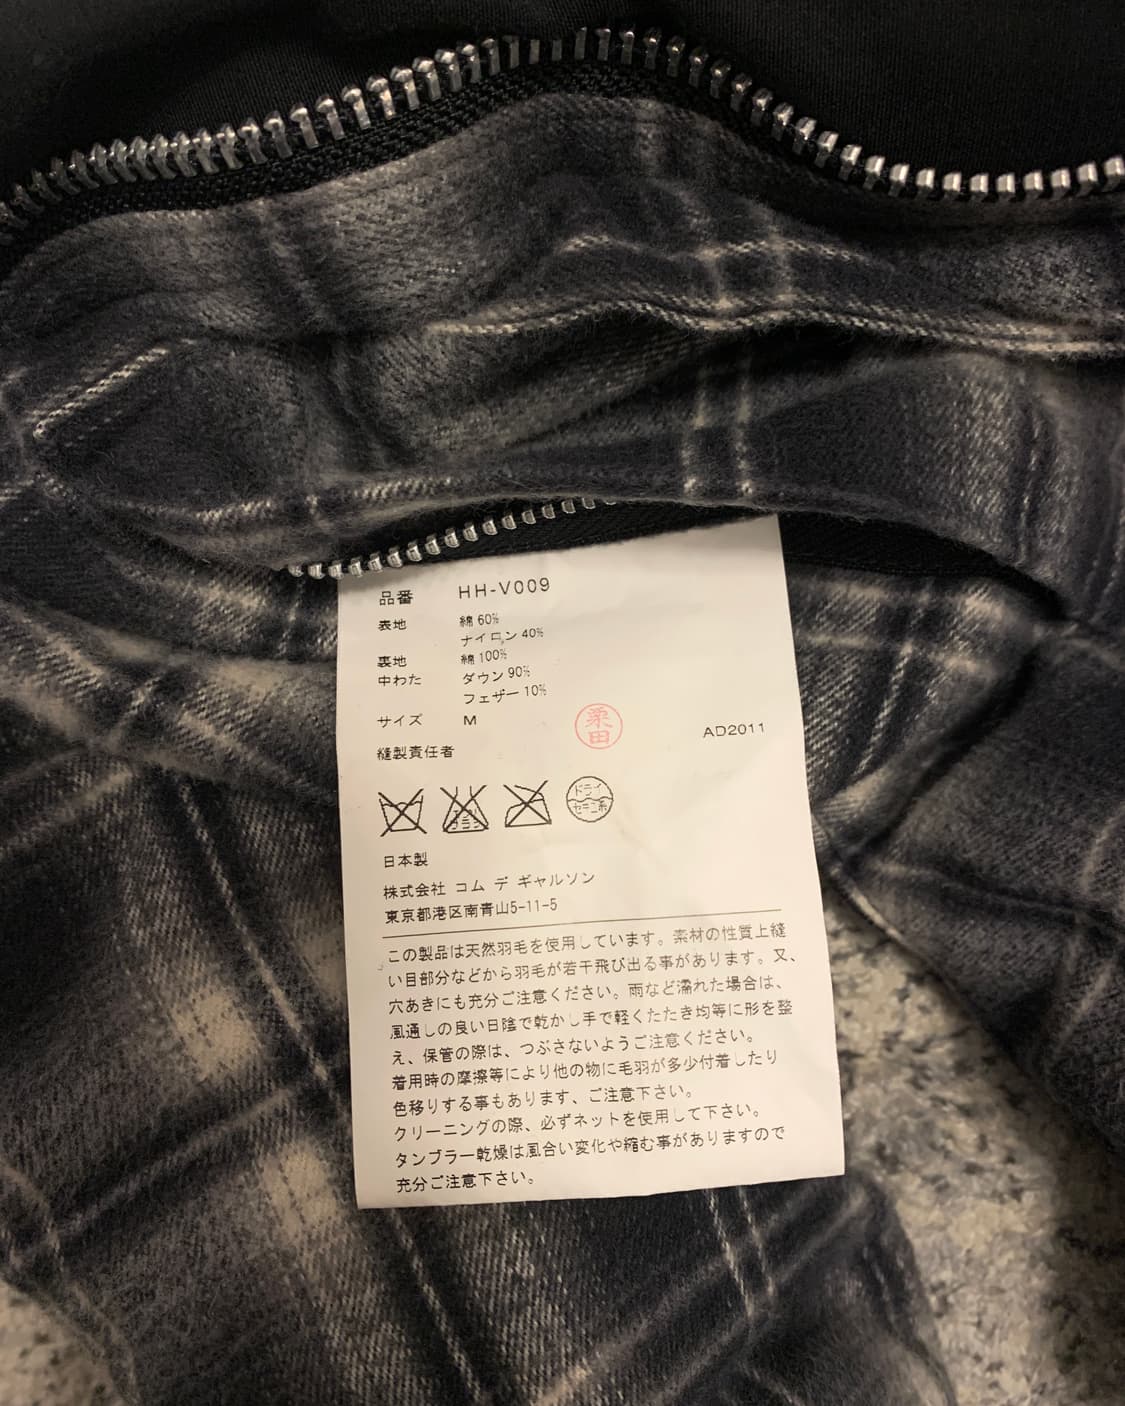 品番 HH-V009
表地 綿 60%
ナイロン 40%
裏地 綿 100%
中わた ダウン 90%
フェザー 10%
サイズ M
栗田
AD2011
縫製責任者
ドライ
セキユ系
日本製
株式会社 コム デ ギャルソン
東京都港区南青山5-11-5
この製品は天然羽毛を使用しています。素材の性質上縫
い目部分などから羽毛が若干飛び出る事があります。又、
穴あきにも充分ご注意ください。雨など濡れた場合は、
風通しの良い日陰で乾かし手で軽くたたき均等に形を整
え、保管の際は、つぶさないようご注意ください。
着用時の摩擦等により他の物に毛羽が多少付着したり
色移りする事もあります、ご注意下さい。
クリーニングの際、必ずネットを使用して下さい。
タンブラー乾燥は風合い変化や縮む事がありますので
充分ご注意下さい。